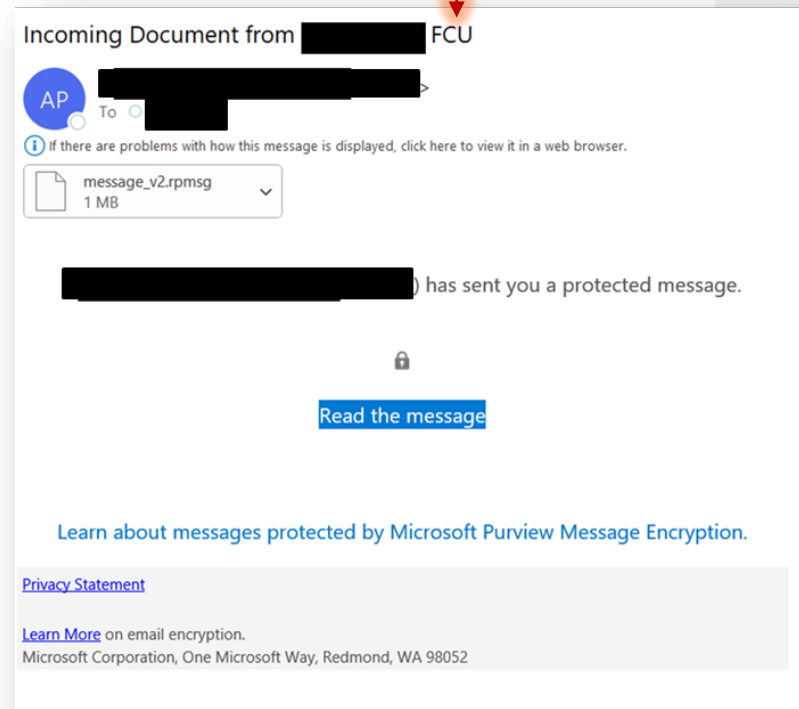 Incoming Document from FCU
AP
>
To
If there are problems with how this message is displayed, click here to view it in a web browser.
message_v2.rpmsg
1 MB
) has sent you a protected message.
Read the message
Learn about messages protected by Microsoft Purview Message Encryption.
Privacy Statement
Learn More on email encryption.
Microsoft Corporation, One Microsoft Way, Redmond, WA 98052